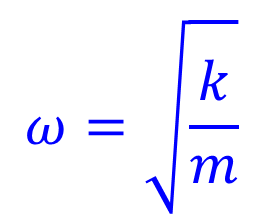 ω = √(k/m)